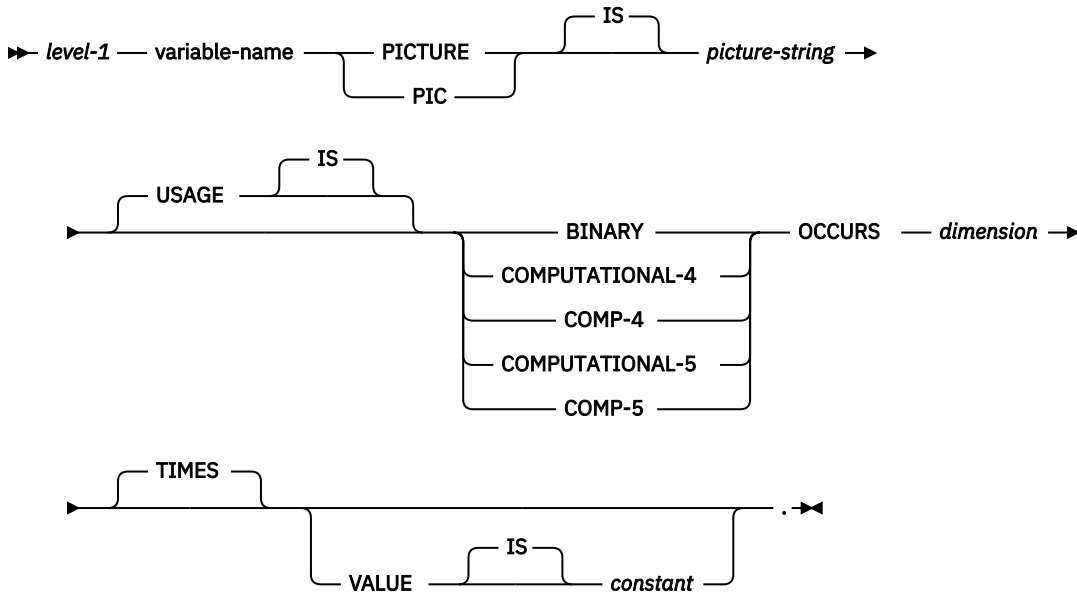 IS
level-1 variable-name PICTURE picture-string
PIC
IS
USAGE
BINARY OCCURS dimension
COMPUTATIONAL-4
COMP-4
COMPUTATIONAL-5
COMP-5
TIMES
.
IS
VALUE constant